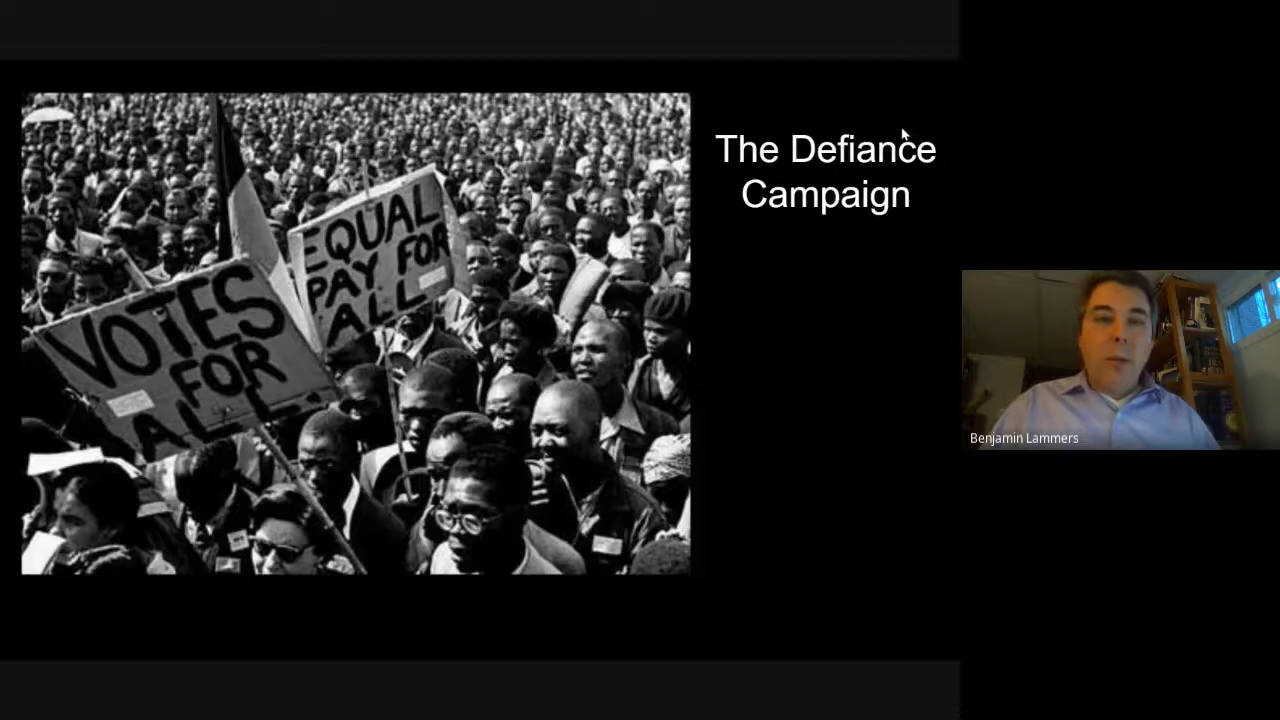 The Defiance
Campaign
EQUAL
PAY FOR
ALL
VOTES
FOR
ALL.
Benjamin Lammers